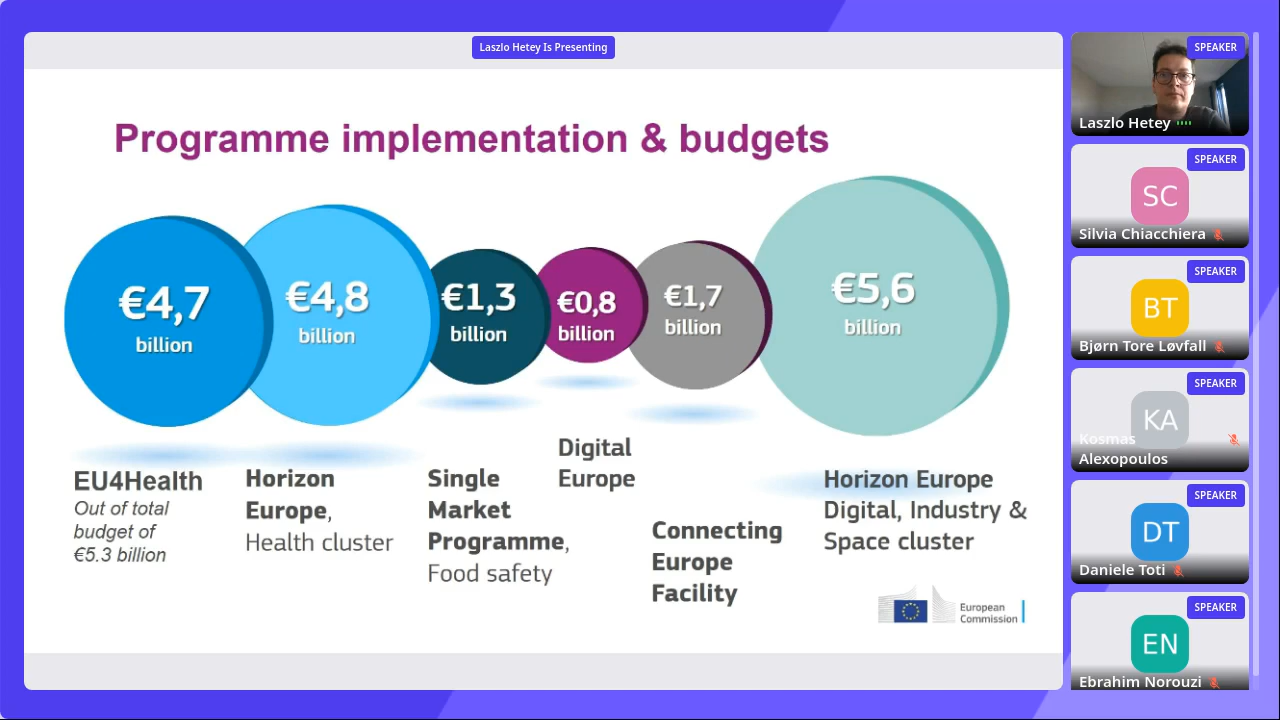 Laszlo Hetey Is Presenting
Programme implementation & budgets
€4,7
billion
€4,8
billion
€1,3
billion
€0,8
billion
€1,7
billion
€5,6
billion
EU4Health
Out of total
budget of
€5.3 billion
Horizon
Europe,
Health cluster
Single
Market
Programme,
Food safety
Digital
Europe
Connecting
Europe
Facility
Horizon Europe
Digital, Industry &
Space cluster
European
Commission
SPEAKER
Laszlo Hetey
SPEAKER
SC
Silvia Chiacchiera
SPEAKER
BT
Bjørn Tore Løvfall
SPEAKER
KA
Kosmas
Alexopoulos
SPEAKER
DT
Daniele Toti
SPEAKER
EN
Ebrahim Norouzi